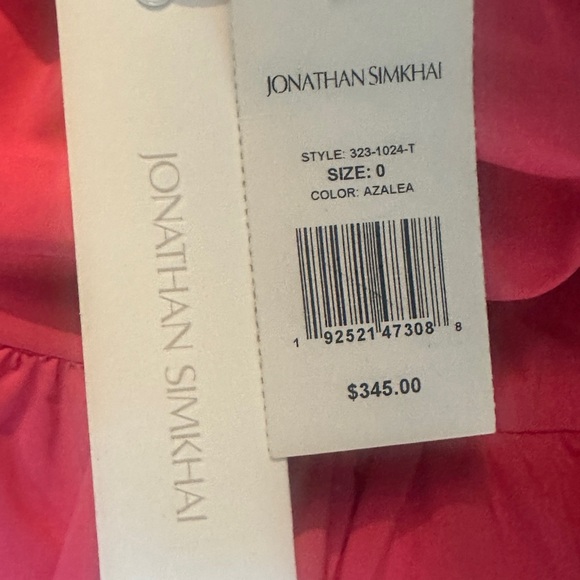 JONATHAN SIMKHAI
JONATHAN SIMKHAI
STYLE: 323-1024-T
SIZE: 0
COLOR: AZALEA
1 92521 47308 8
$345.00